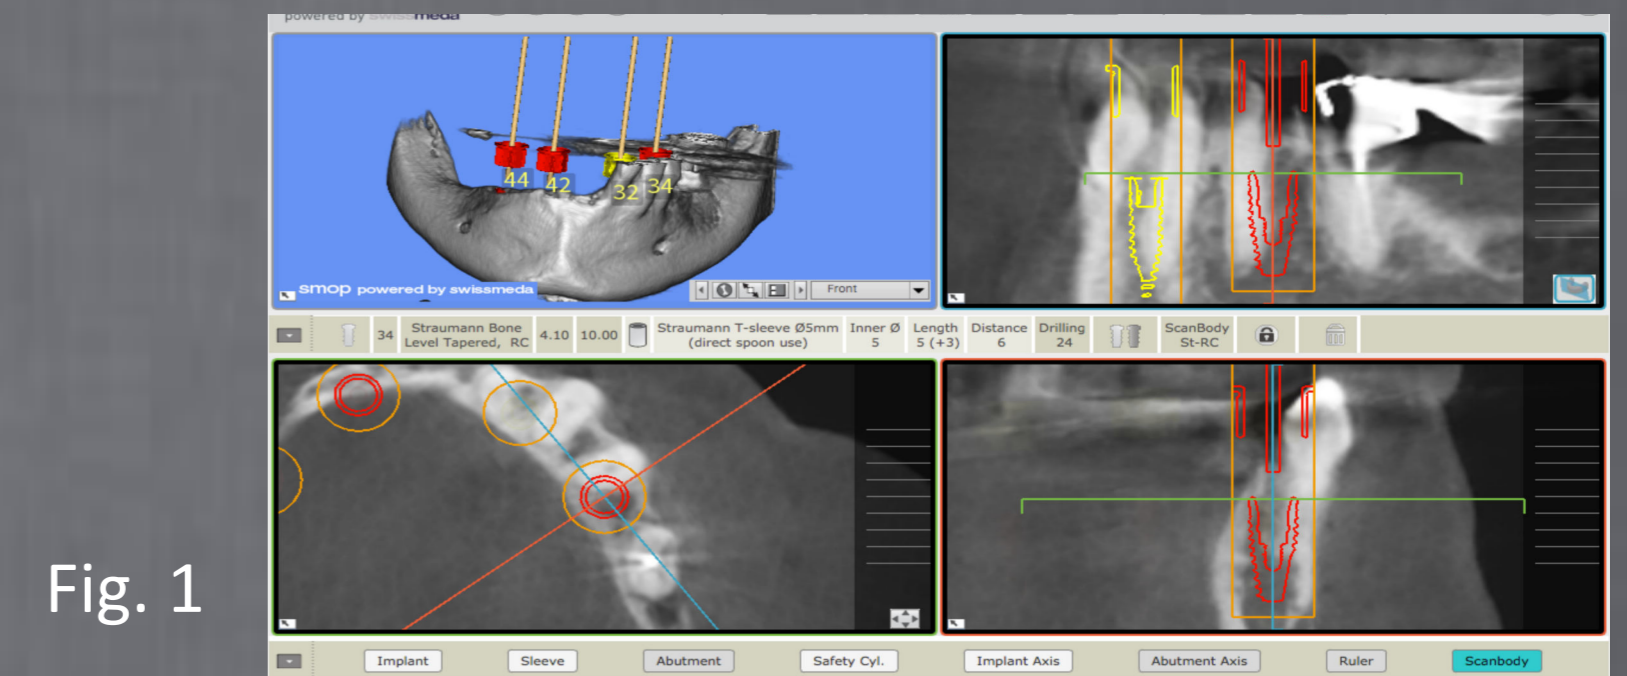 powered by swissmeda
44
42
32
34
smop powered by swissmeda
Front
34
Straumann Bone
Level Tapered, RC
4.10
10.00
Straumann T-sleeve Ø5mm
(direct spoon use)
Inner Ø
5
Length
5 (+3)
Distance
6
Drilling
24
ScanBody
St-RC
Fig. 1
Implant
Sleeve
Abutment
Safety Cyl.
Implant Axis
Abutment Axis
Ruler
Scanbody